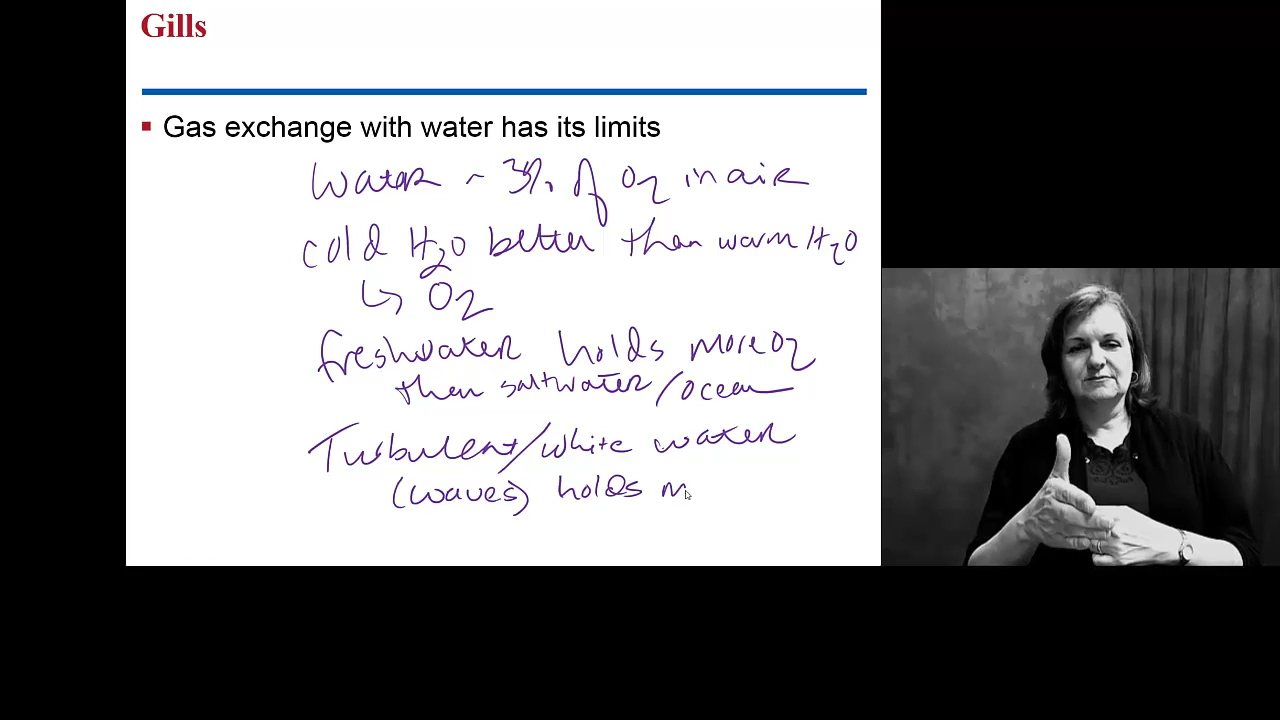 Gills
Gas exchange with water has its limits
Water ~ 3% of O2 in air
cold H2O better than warm H2O
↳ O2
freshwater holds more O2
than saltwater/ocean
Turbulent/white water
(waves) holds m